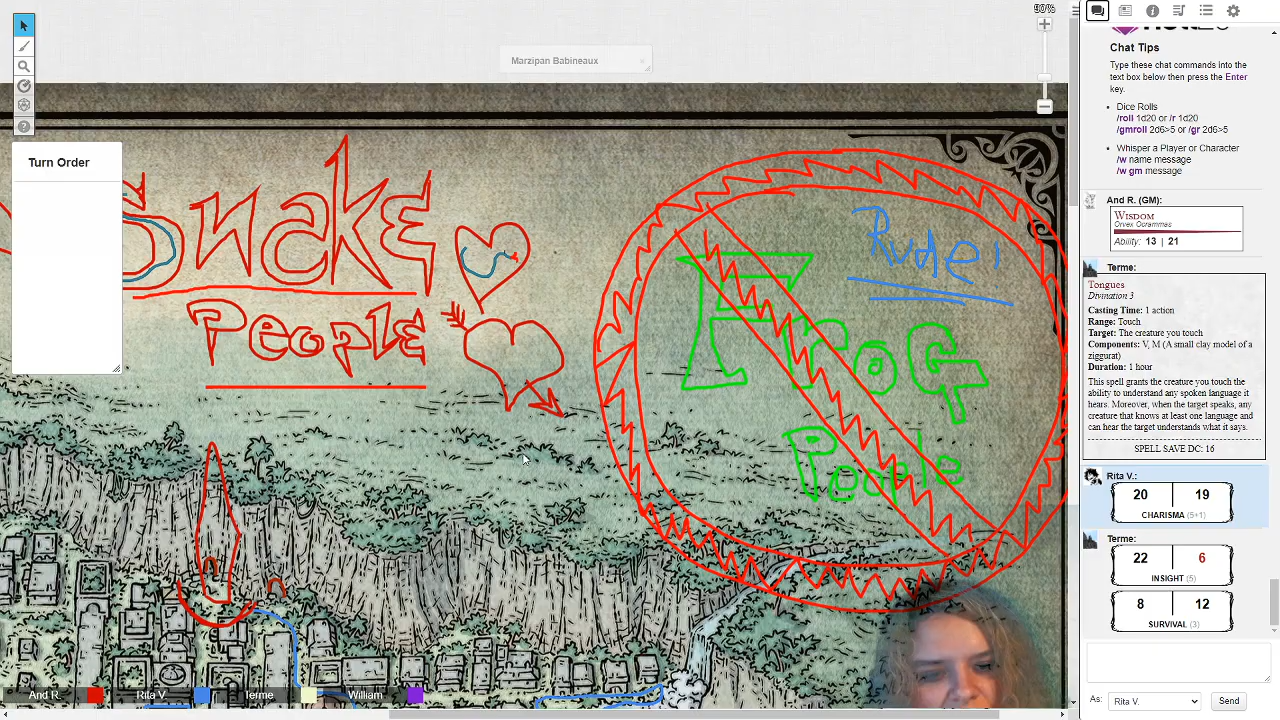 90%
Marzipan Babineaux
Turn Order
Snake
People
Rude!
Frog
People
And R.
Rita V.
Terme
William
Chat Tips
Type these chat commands into the
text box below then press the Enter
key.
Dice Rolls
/roll 1d20 or /r 1d20
/gmroll 2d6>5 or /gr 2d6>5
Whisper a Player or Character
/w name message
/w gm message
And R. (GM):
Wisdom
Orvex Ocrammas
Ability: 13 | 21
Terme:
Tongues
Divination 3
Casting Time: 1 action
Range: Touch
Target: The creature you touch
Components: V, M (A small clay model of a
ziggurat)
Duration: 1 hour
This spell grants the creature you touch the
ability to understand any spoken language it
hears. Moreover, when the target speaks, any
creature that knows at least one language and
can hear the target understands what it says.
SPELL SAVE DC: 16
Rita V.:
20 19
CHARISMA (5+1)
Terme:
22 6
INSIGHT (5)
8 12
SURVIVAL (3)
As: Rita V. Send